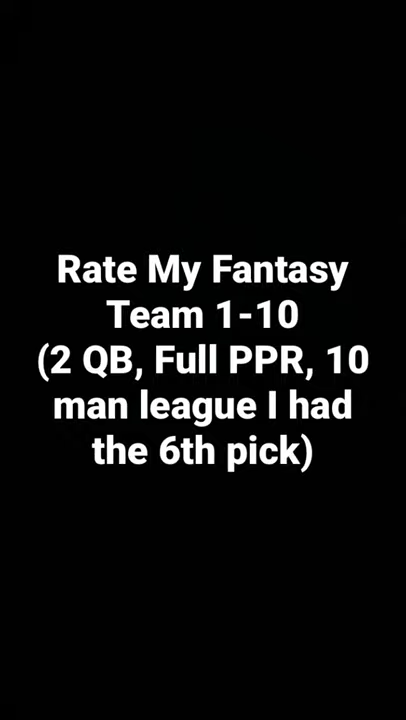 Rate My Fantasy
Team 1-10
(2 QB, Full PPR, 10
man league I had
the 6th pick)